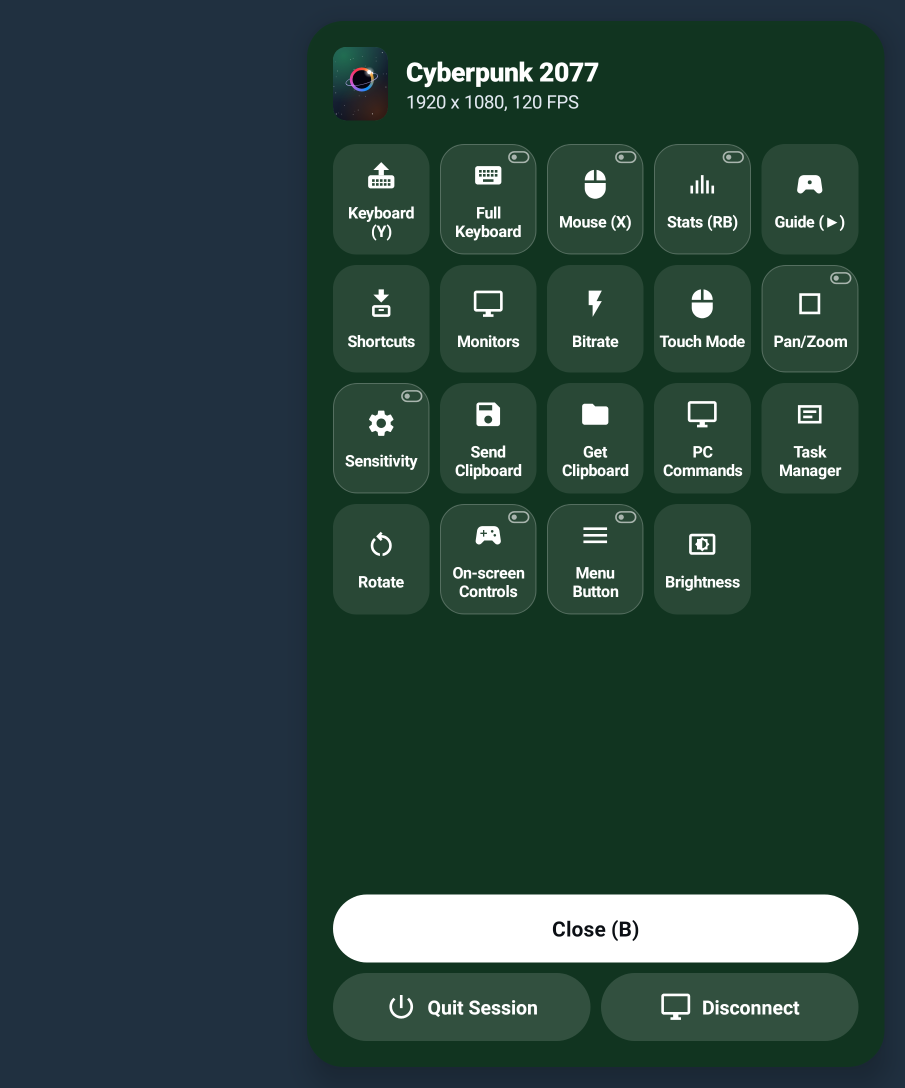 Cyberpunk 2077
1920 x 1080, 120 FPS
Keyboard
(Y)
Full
Keyboard
Mouse (X)
Stats (RB)
Guide (►)
Shortcuts
Monitors
Bitrate
Touch Mode
Pan/Zoom
Sensitivity
Send
Clipboard
Get
Clipboard
PC
Commands
Task
Manager
Rotate
On-screen
Controls
Menu
Button
Brightness
Close (B)
Quit Session
Disconnect